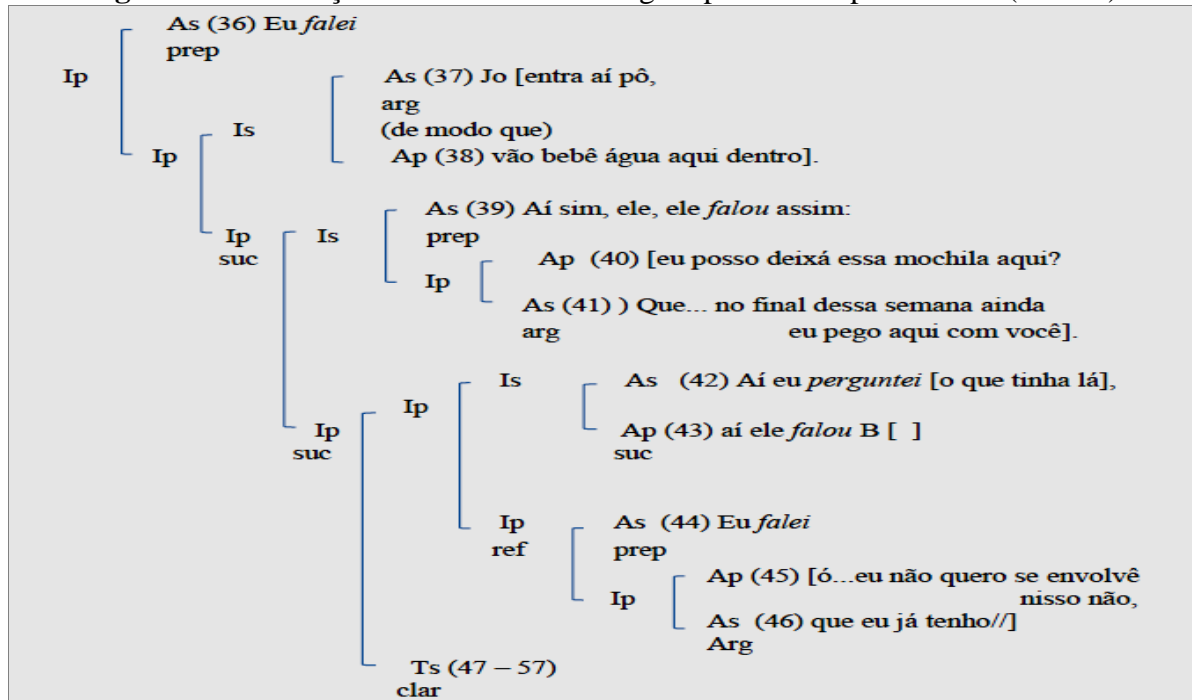 As (36) Eu falei
prep
Ip
As (37) Jo [entra aí pô,
arg
(de modo que)
Is
Ip
Ap (38) vão bebê água aqui dentro].
As (39) Aí sim, ele, ele falou assim:
prep
Ip
suc
Is
Ap (40) [eu posso deixá essa mochila aqui?
Ip
As (41) ) Que... no final dessa semana ainda
arg eu pego aqui com você].
Is
As (42) Aí eu perguntei [o que tinha lá],
Ip
Ip
suc
Ap (43) aí ele falou B [ ]
suc
Ip
ref
As (44) Eu falei
prep
Ap (45) [ó...eu não quero se envolvê
nisso não,
Ip
As (46) que eu já tenho//]
Arg
Ts (47 – 57)
clar